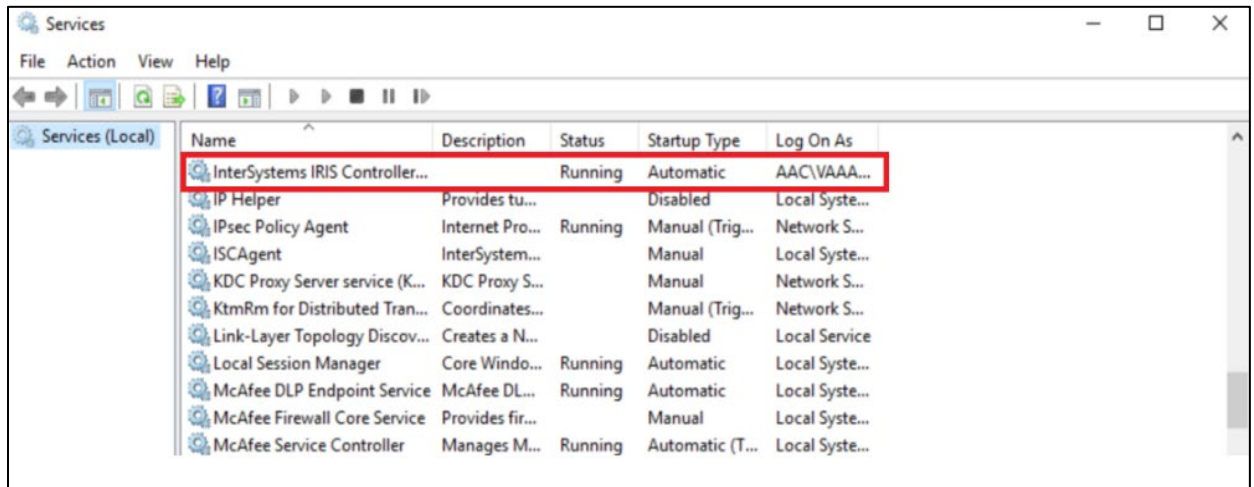 Services
File Action View Help
Services (Local)
Name Description Status Startup Type Log On As
InterSystems IRIS Controller... Running Automatic AAC\VAAA...
IP Helper Provides tu... Disabled Local Syste...
IPsec Policy Agent Internet Pro... Running Manual (Trig... Network S...
ISCAgent InterSystem... Manual Local Syste...
KDC Proxy Server service (K... KDC Proxy S... Manual Network S...
KtmRm for Distributed Tran... Coordinates... Manual (Trig... Network S...
Link-Layer Topology Discov... Creates a N... Disabled Local Service
Local Session Manager Core Windo... Running Automatic Local Syste...
McAfee DLP Endpoint Service McAfee DL... Running Automatic Local Syste...
McAfee Firewall Core Service Provides fir... Manual Local Syste...
McAfee Service Controller Manages M... Running Automatic (T... Local Syste...